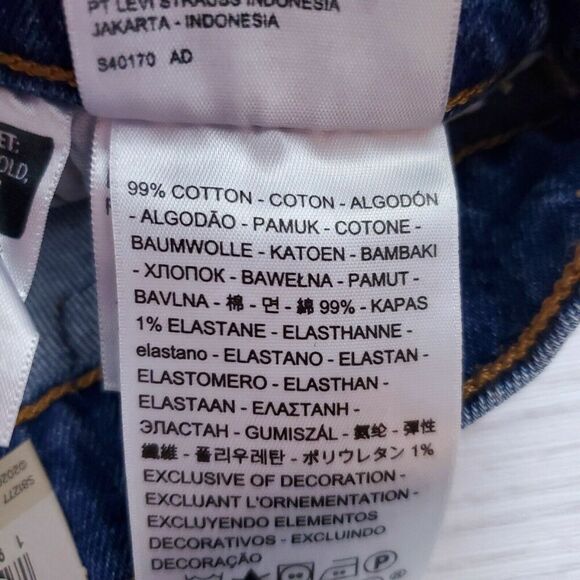 PT LEVI STRAUSS INDONESIA
JAKARTA - INDONESIA
S40170 AD
ET:
OLD,
99% COTTON - COTON - ALGODÓN
- ALGODÃO - PAMUK - COTONE -
BAUMWOLLE - KATOEN - BAMBAKI
- ХЛОПОК - BAWEŁNA - PAMUT -
BAVLNA - 棉 - 면 - 綿 99% - KAPAS
1% ELASTANE - ELASTHANNE -
elastano - ELASTANO - ELASTAN -
ELASTOMERO - ELASTHAN -
ELASTAAN - ΕΛΑΣΤΑΝΗ -
ЭЛАСТАН - GUMISZÁL - 氨纶 - 彈性
纖維 - 폴리우레탄 - ポリウレタン 1%
EXCLUSIVE OF DECORATION -
EXCLUANT L'ORNEMENTATION -
EXCLUYENDO ELEMENTOS
DECORATIVOS - EXCLUINDO
DECORAÇÃO
S81277